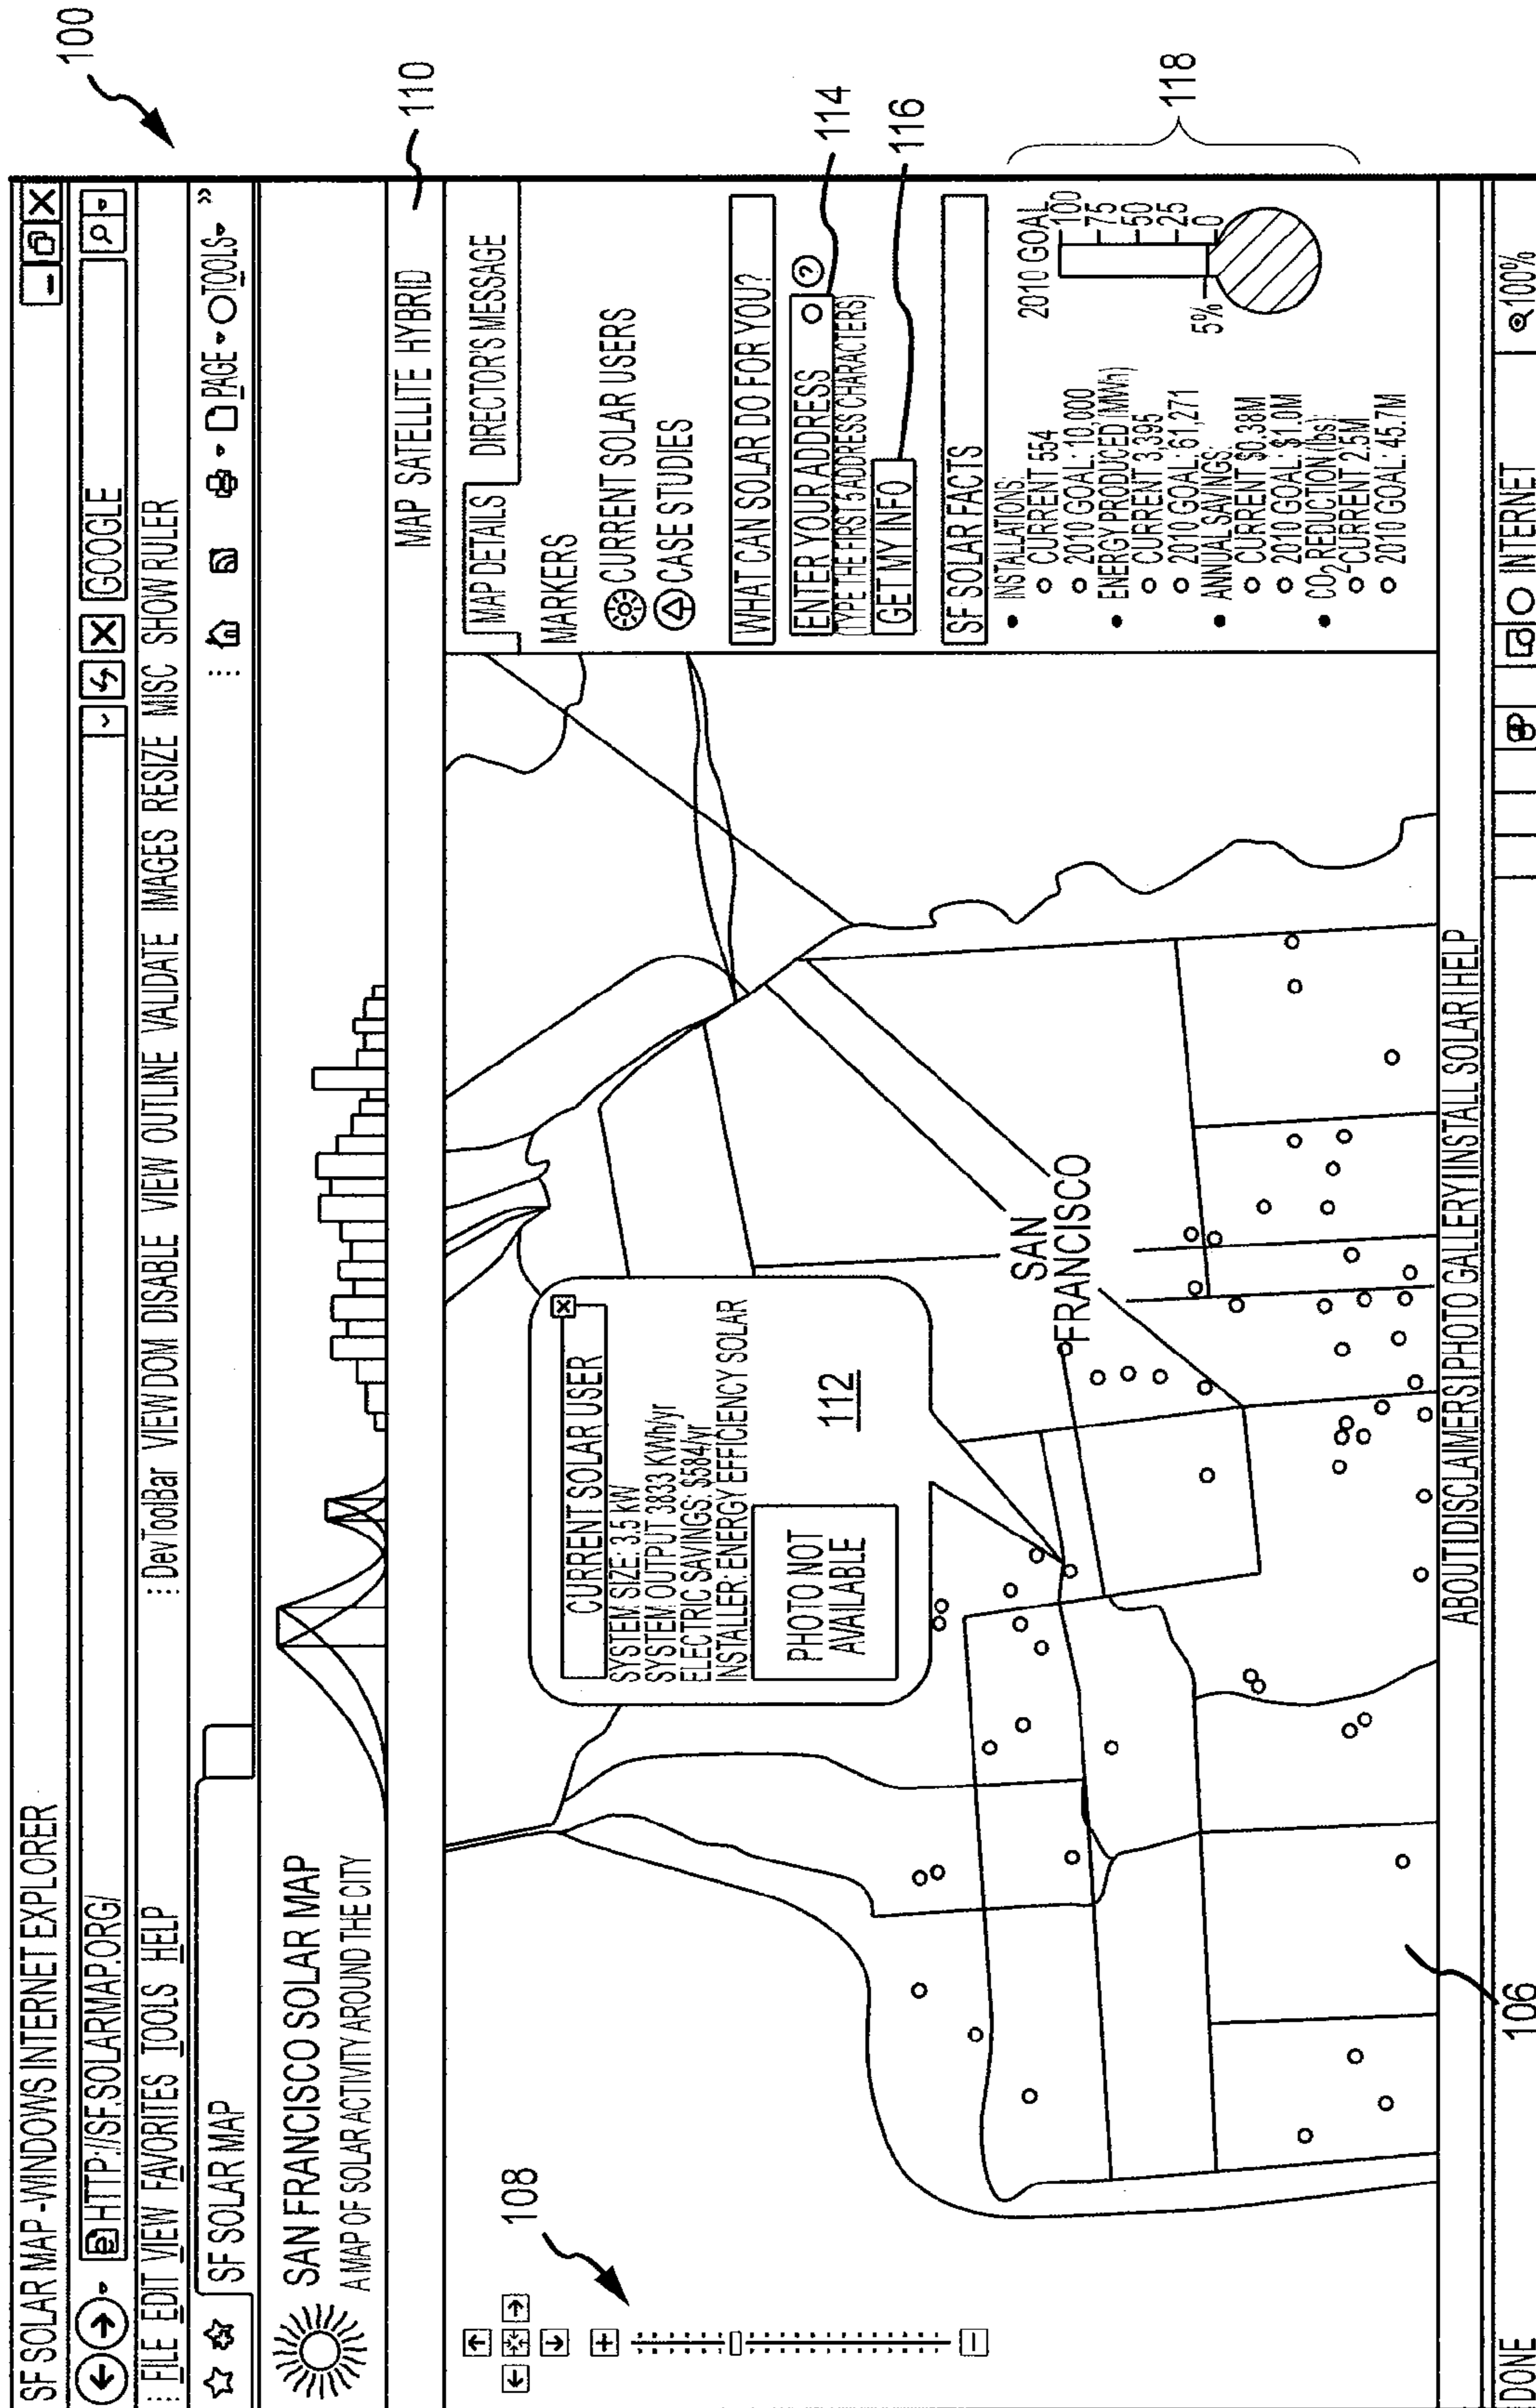 100
SF SOLAR MAP -WINDOWS INTERNET EXPLORER
HTTP://SF.SOLARMAP.ORG/
GOOGLE
FILE EDIT VIEW FAVORITES TOOLS HELP
DevToolBar VIEW DOM DISABLE VIEW OUTLINE VALIDATE IMAGES RESIZE MISC SHOW RULER
SF SOLAR MAP
PAGE
TOOLS
SAN FRANCISCO SOLAR MAP
A MAP OF SOLAR ACTIVITY AROUND THE CITY
MAP SATELLITE HYBRID
110
108
CURRENT SOLAR USER
SYSTEM SIZE: 3.5 KW
SYSTEM OUTPUT 3833 KWh/yr
ELECTRIC SAVINGS: $584/yr
INSTALLER: ENERGY EFFICIENCY SOLAR
PHOTO NOT
AVAILABLE
112
SAN
FRANCISCO
MAP DETAILS
DIRECTOR'S MESSAGE
MARKERS
CURRENT SOLAR USERS
CASE STUDIES
WHAT CAN SOLAR DO FOR YOU?
ENTER YOUR ADDRESS
?
114
(TYPE THE FIRST 5 ADDRESS CHARACTERS)
GET MY INFO
116
SF SOLAR FACTS
• INSTALLATIONS:
CURRENT 554
2010 GOAL: 10,000
• ENERGY PRODUCED (MWh)
CURRENT 3,395
2010 GOAL: 61,271
• ANNUAL SAVINGS:
CURRENT $0.38M
2010 GOAL: $1.0M
• CO2 REDUCTION (lbs):
CURRENT 2.5M
2010 GOAL: 45.7M
2010 GOAL
100
75
50
25
0
5%
118
ABOUT|DISCLAIMERS|PHOTO GALLERY|INSTALL SOLAR|HELP
DONE
106
INTERNET
100%